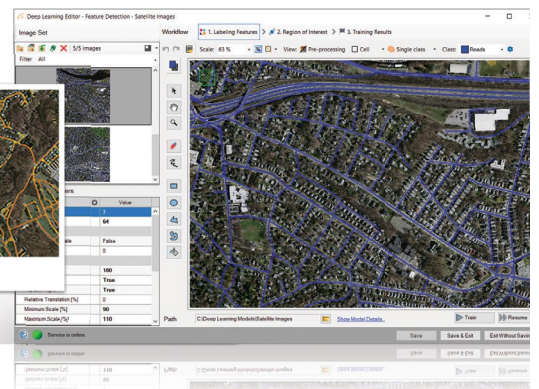 Deep Learning Editor - Feature Detection - Satellite Images
Image Set
Workflow
1. Labeling Features > 2. Region of Interest > 3. Training Results
5/5 images
Scale: 63 %
View: Pre-processing
Cell
Single class
Class: Roads
Filter All
Value
1
64
False
0
180
True
True
Relative Translation [%] 0
Minimum Scale [%] 90
Maximum Scale [%] 110
Path C:\Deep Learning Models\Satellite Images
Show Model Details..
Train
Resume
Service is online
Save
Save & Exit
Exit Without Savin